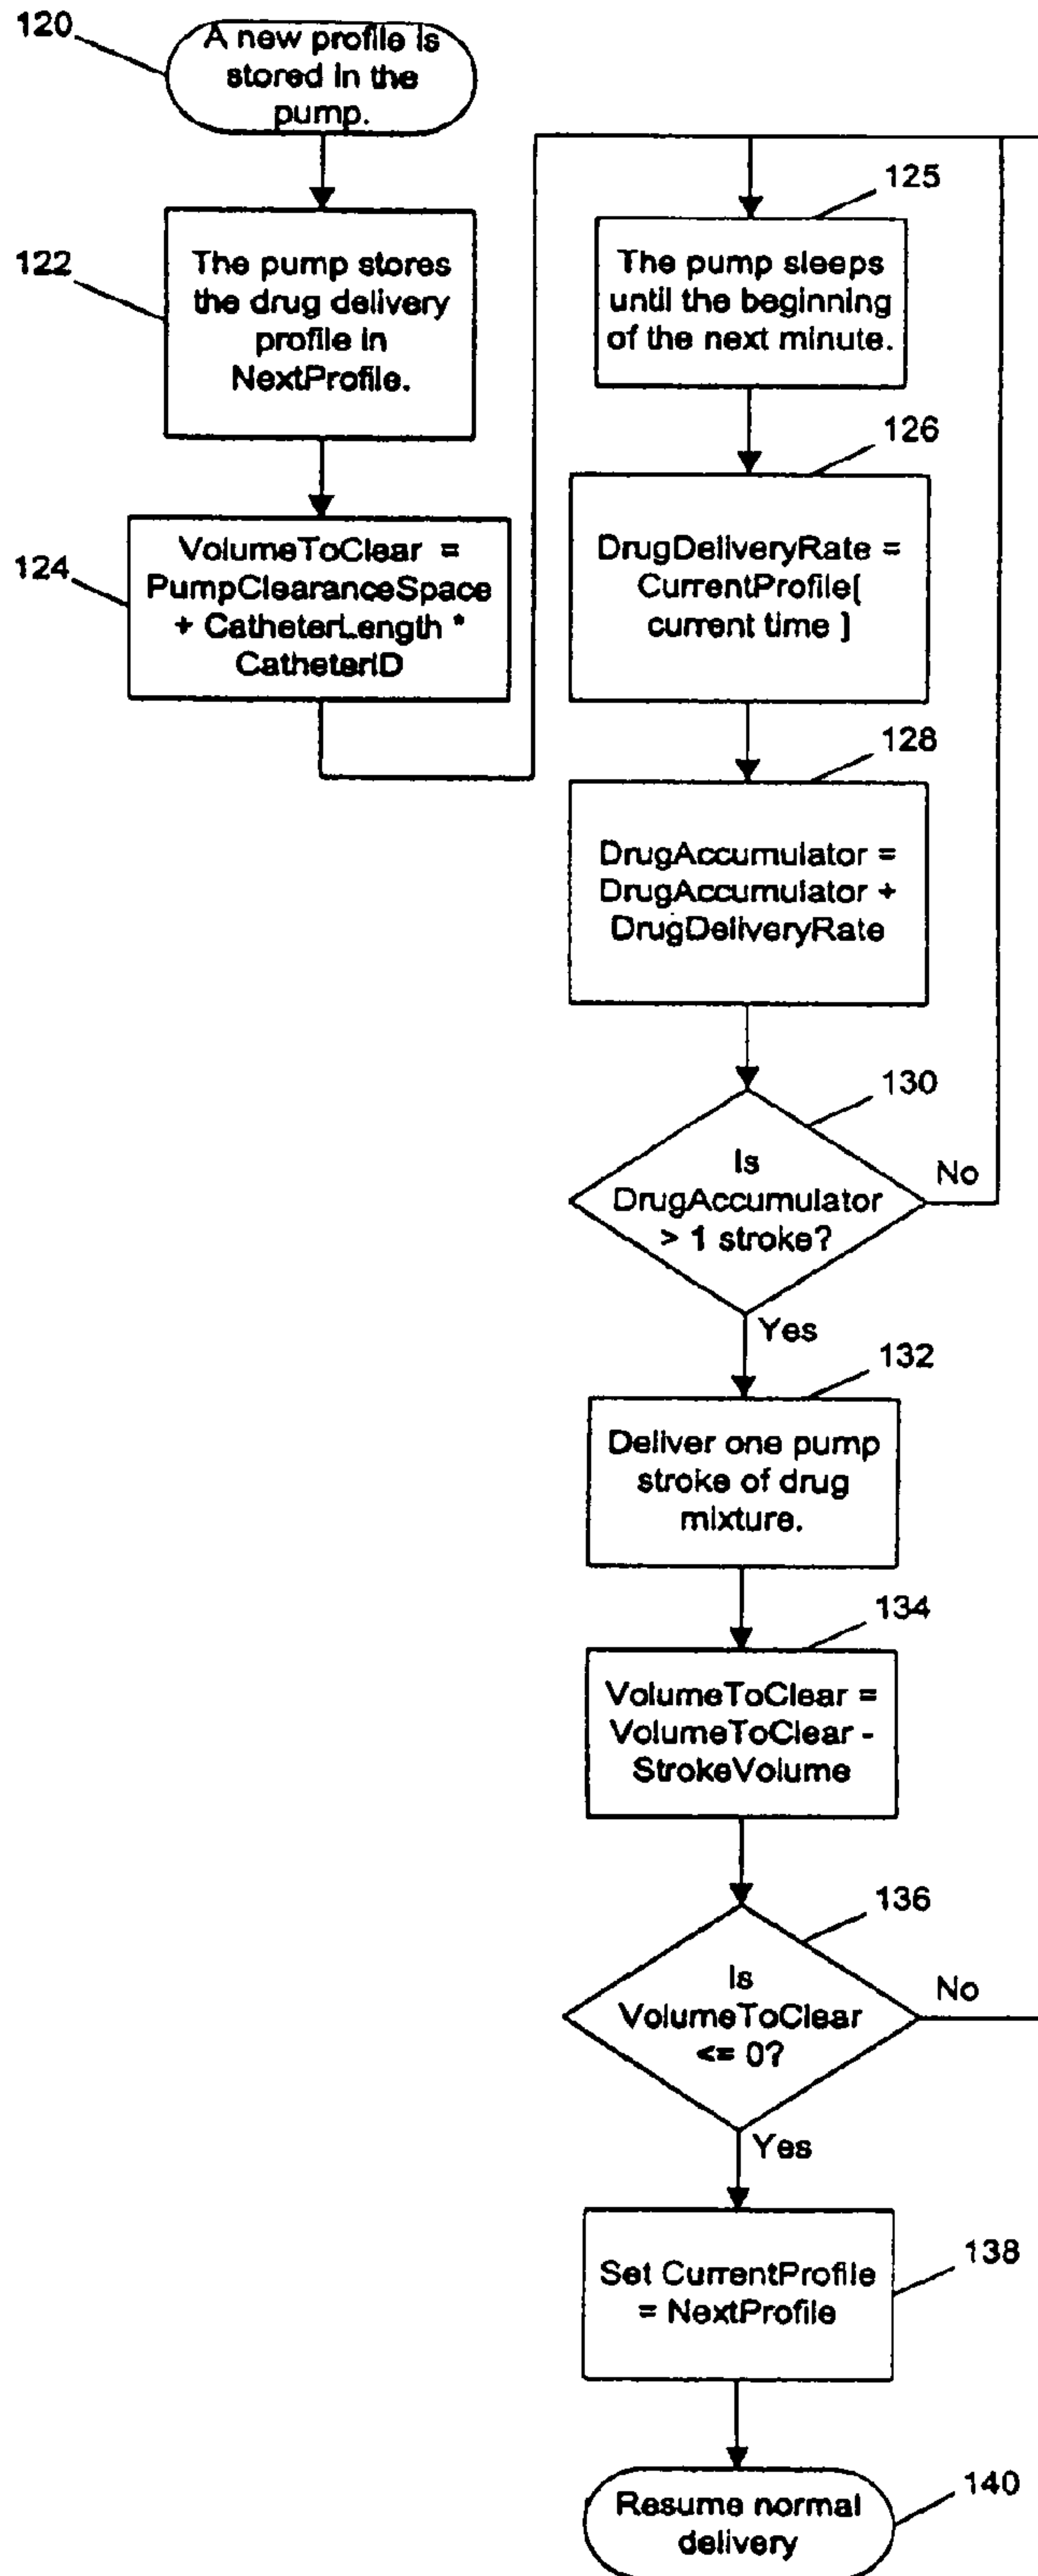 120
A new profile is
stored in the
pump.
122
The pump stores
the drug delivery
profile in
NextProfile.
124
VolumeToClear =
PumpClearanceSpace
+ CatheterLength *
CatheterID
125
The pump sleeps
until the beginning
of the next minute.
126
DrugDeliveryRate =
CurrentProfile[
current time ]
128
DrugAccumulator =
DrugAccumulator +
DrugDeliveryRate
130
Is
DrugAccumulator
> 1 stroke?
No
Yes
132
Deliver one pump
stroke of drug
mixture.
134
VolumeToClear =
VolumeToClear -
StrokeVolume
136
Is
VolumeToClear
<= 0?
No
Yes
138
Set CurrentProfile
= NextProfile
140
Resume normal
delivery